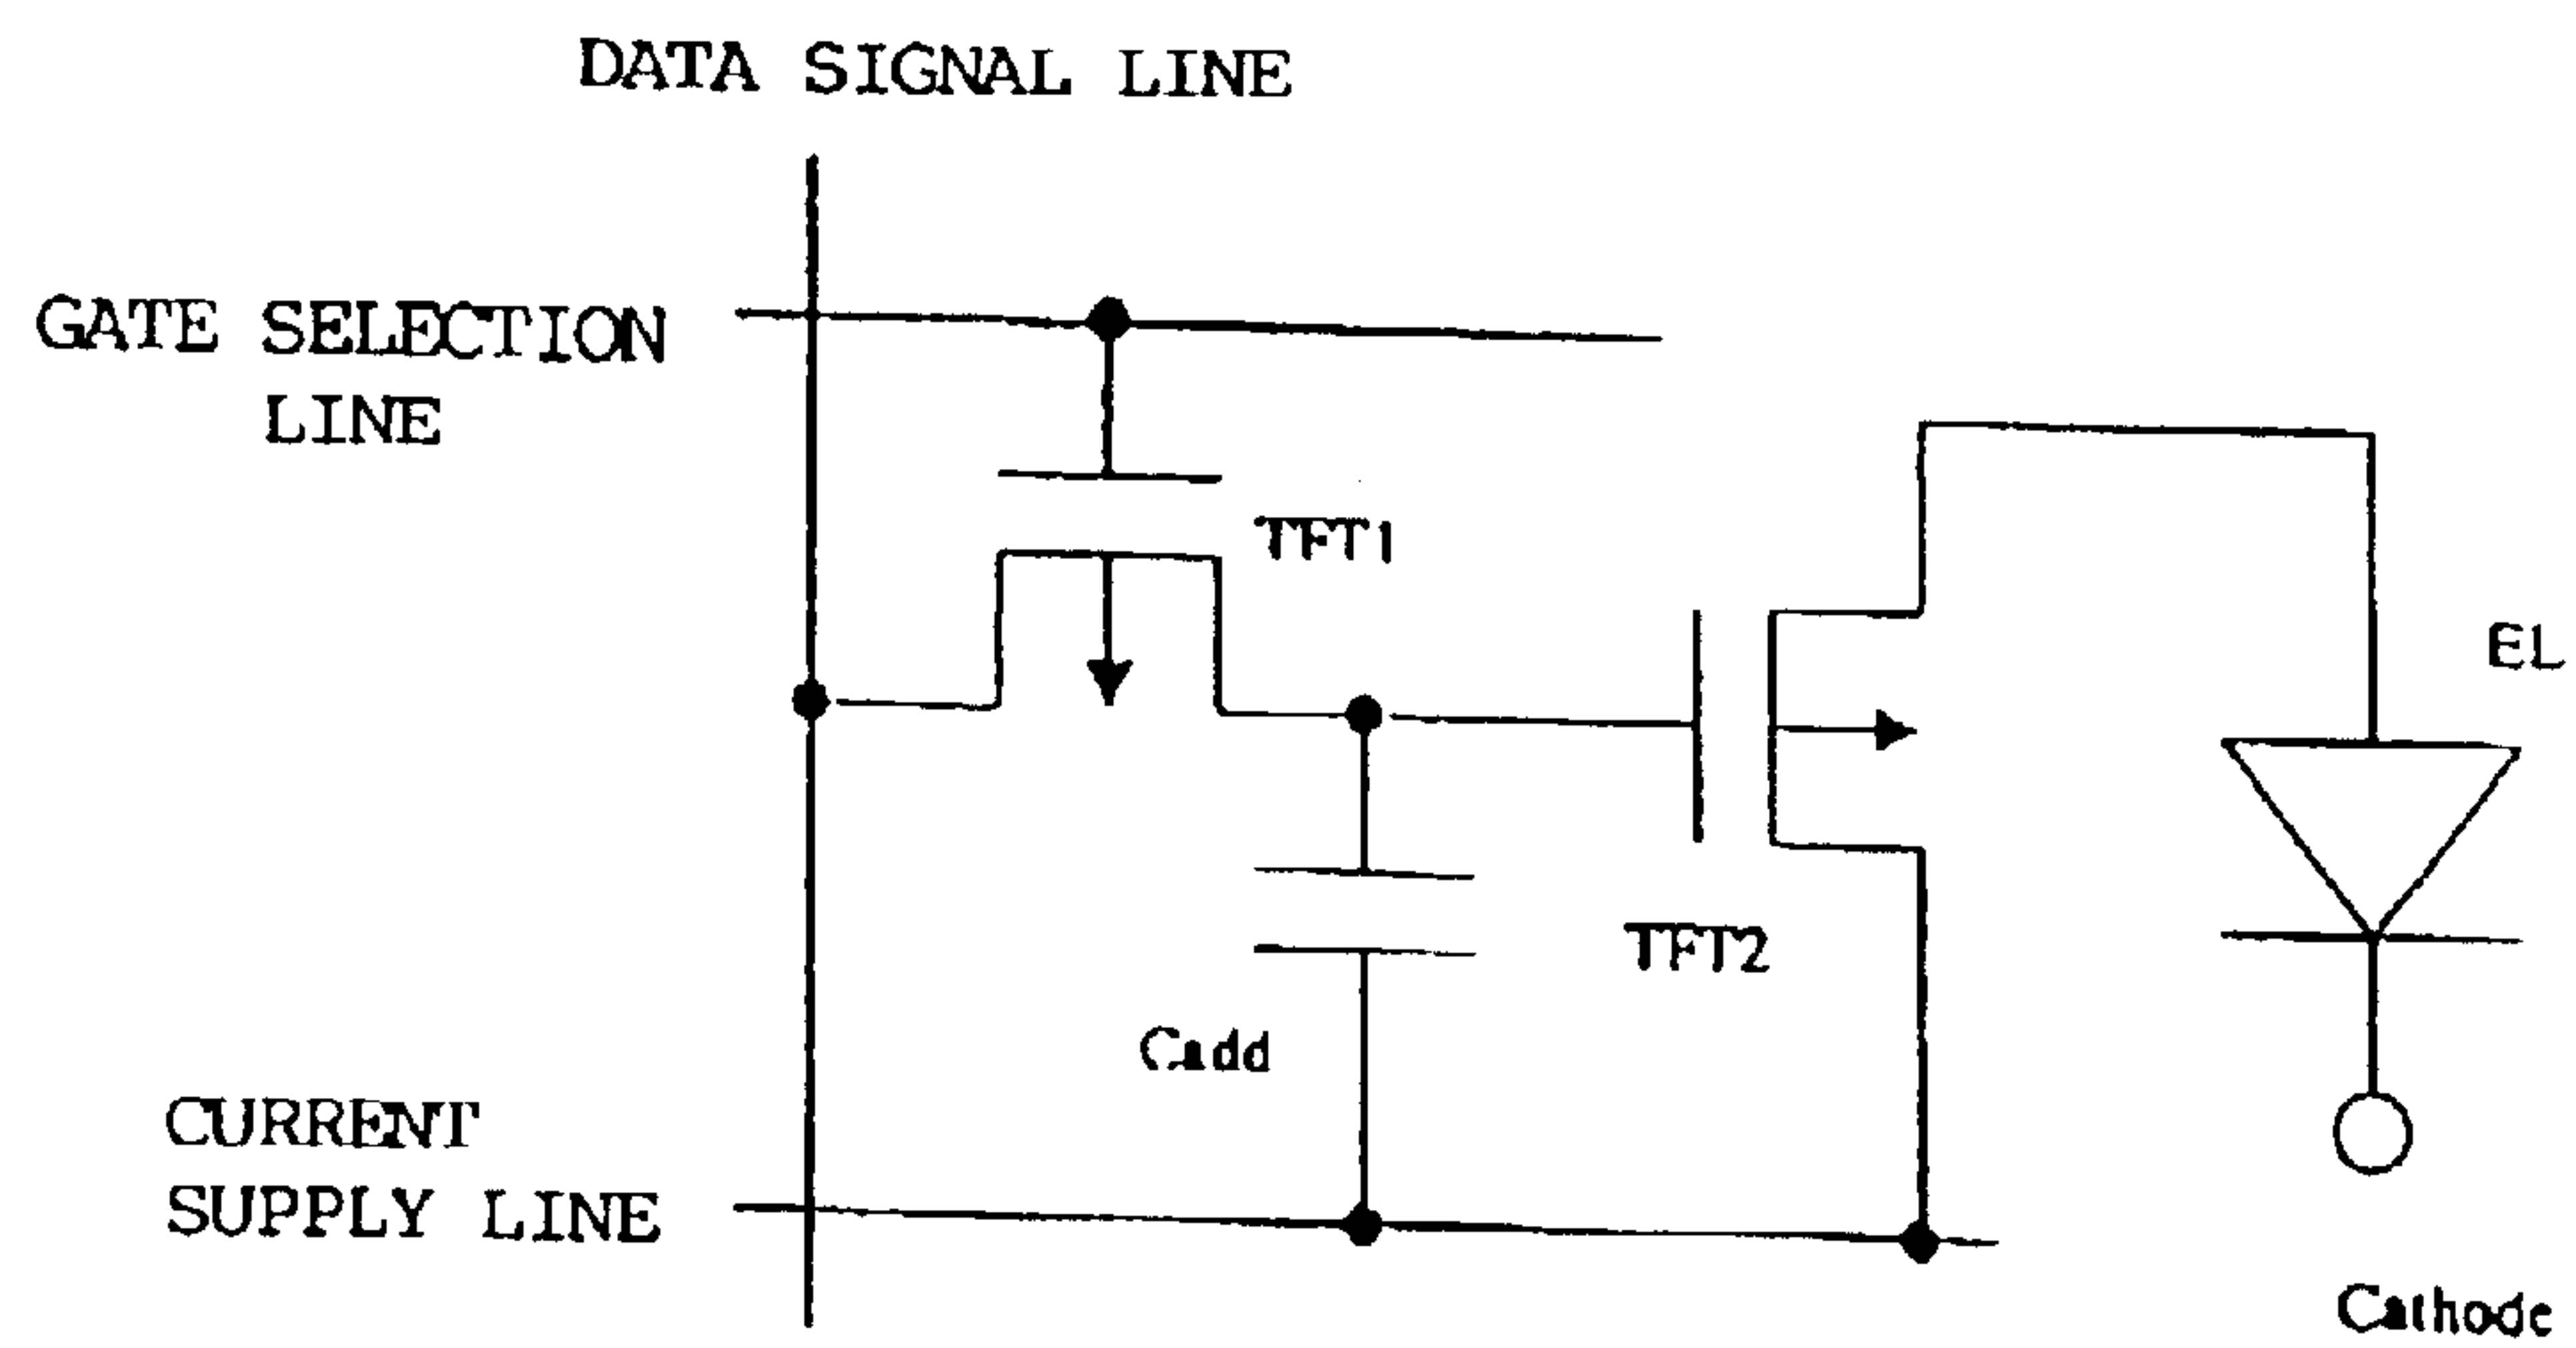 DATA SIGNAL LINE
GATE SELECTION
LINE
TFT1
EL
TFT2
Cadd
CURRENT
SUPPLY LINE
Cathode